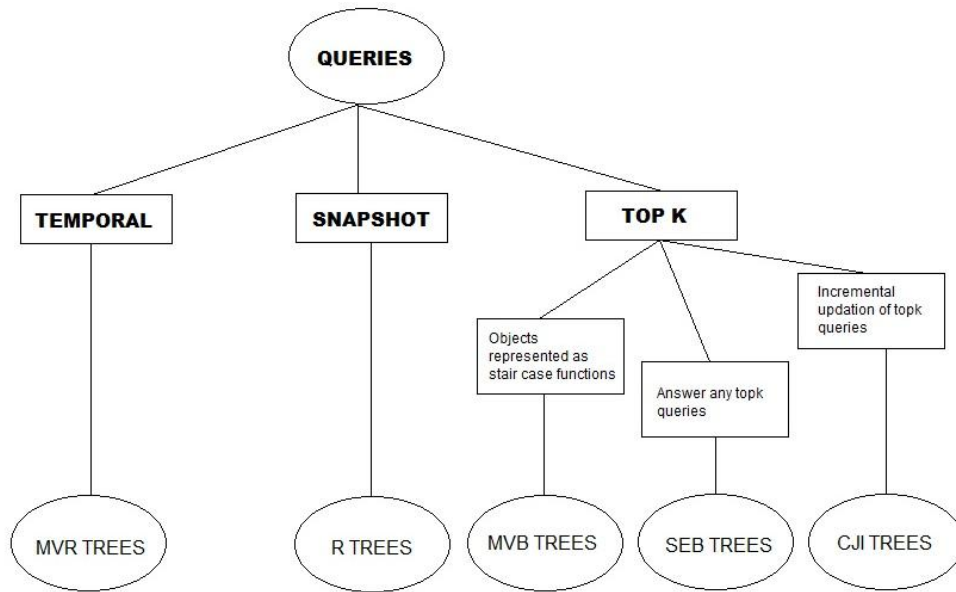 QUERIES
TEMPORAL
SNAPSHOT
TOP K
Incremental
updation of topk
queries
Objects
represented as
stair case functions
Answer any topk
queries
MVR TREES
R TREES
MVB TREES
SEB TREES
CJI TREES